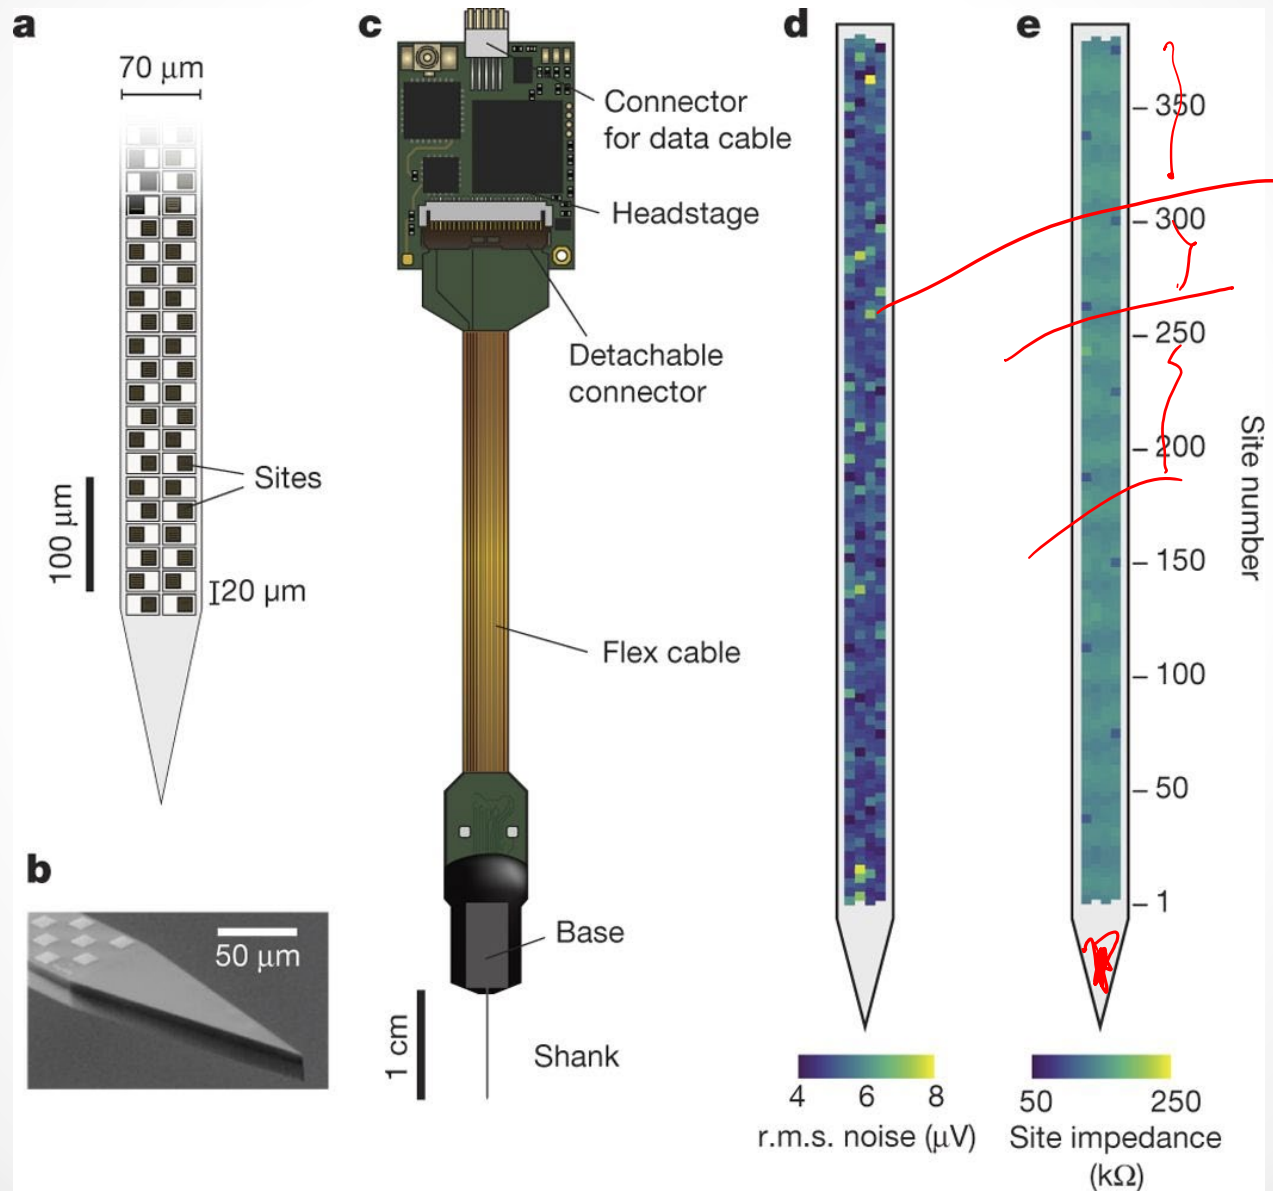 a
70 μm
Sites
100 μm
20 μm
b
50 μm
c
Connector
for data cable
Headstage
Detachable
connector
Flex cable
Base
1 cm
Shank
d
4 6 8
r.m.s. noise (μV)
e
350
300
250
200
150
100
50
1
Site number
50 250
Site impedance
(kΩ)